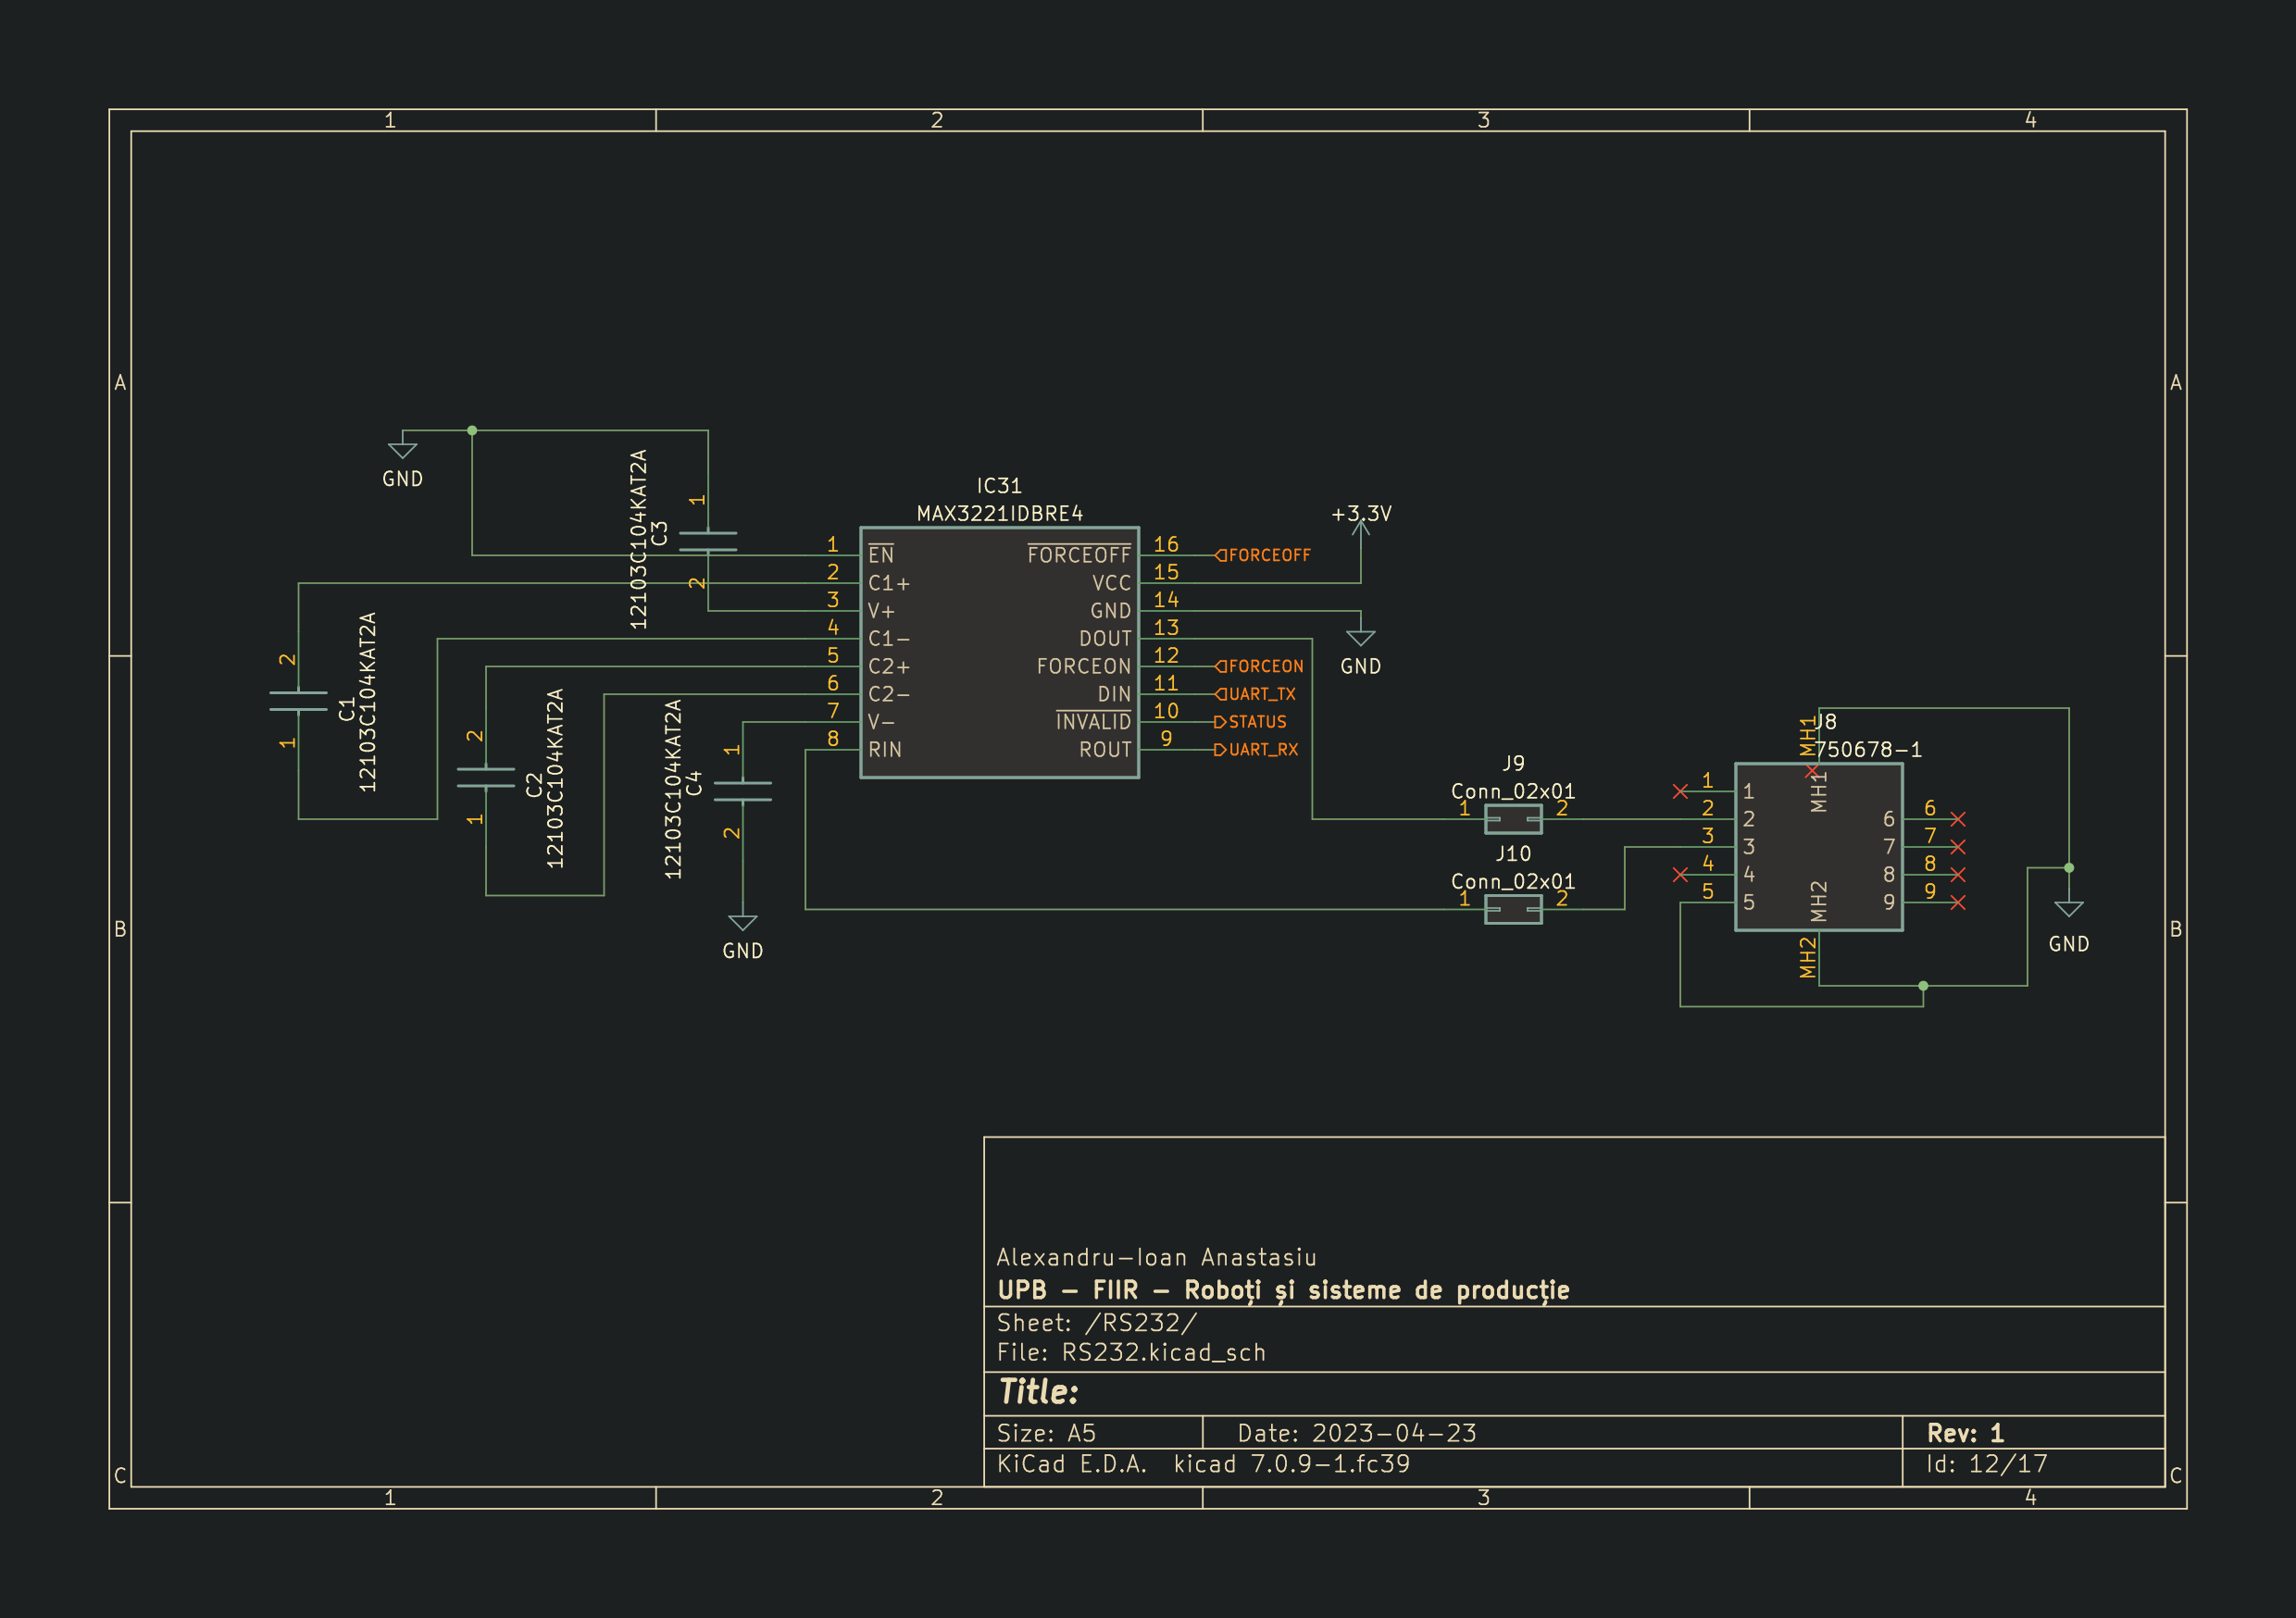 1 2 3 4
A A
GND
12103C104KAT2A
C3
1
2
IC31
MAX3221IDBRE4
1 EN
2 C1+
3 V+
4 C1-
5 C2+
6 C2-
7 V-
8 RIN
FORCEOFF 16 FORCEOFF
VCC 15
GND 14
DOUT 13
FORCEON 12 FORCEON
DIN 11 UART_TX
INVALID 10 STATUS
ROUT 9 UART_RX
+3.3V
GND
2
1
C1
12103C104KAT2A
2
1
C2
12103C104KAT2A
12103C104KAT2A
C4
1
2
GND
J9
Conn_02x01
1 2
J10
Conn_02x01
1 2
MH1
J8
750678-1
1 1
2 2
3 3
4 4
5 5
MH1
MH2
6 6
7 7
8 8
9 9
MH2
GND
B B
Alexandru-Ioan Anastasiu
UPB - FIIR - Roboți și sisteme de producție
Sheet: /RS232/
File: RS232.kicad_sch
Title:
Size: A5 Date: 2023-04-23 Rev: 1
KiCad E.D.A. kicad 7.0.9-1.fc39 Id: 12/17
C C
1 2 3 4